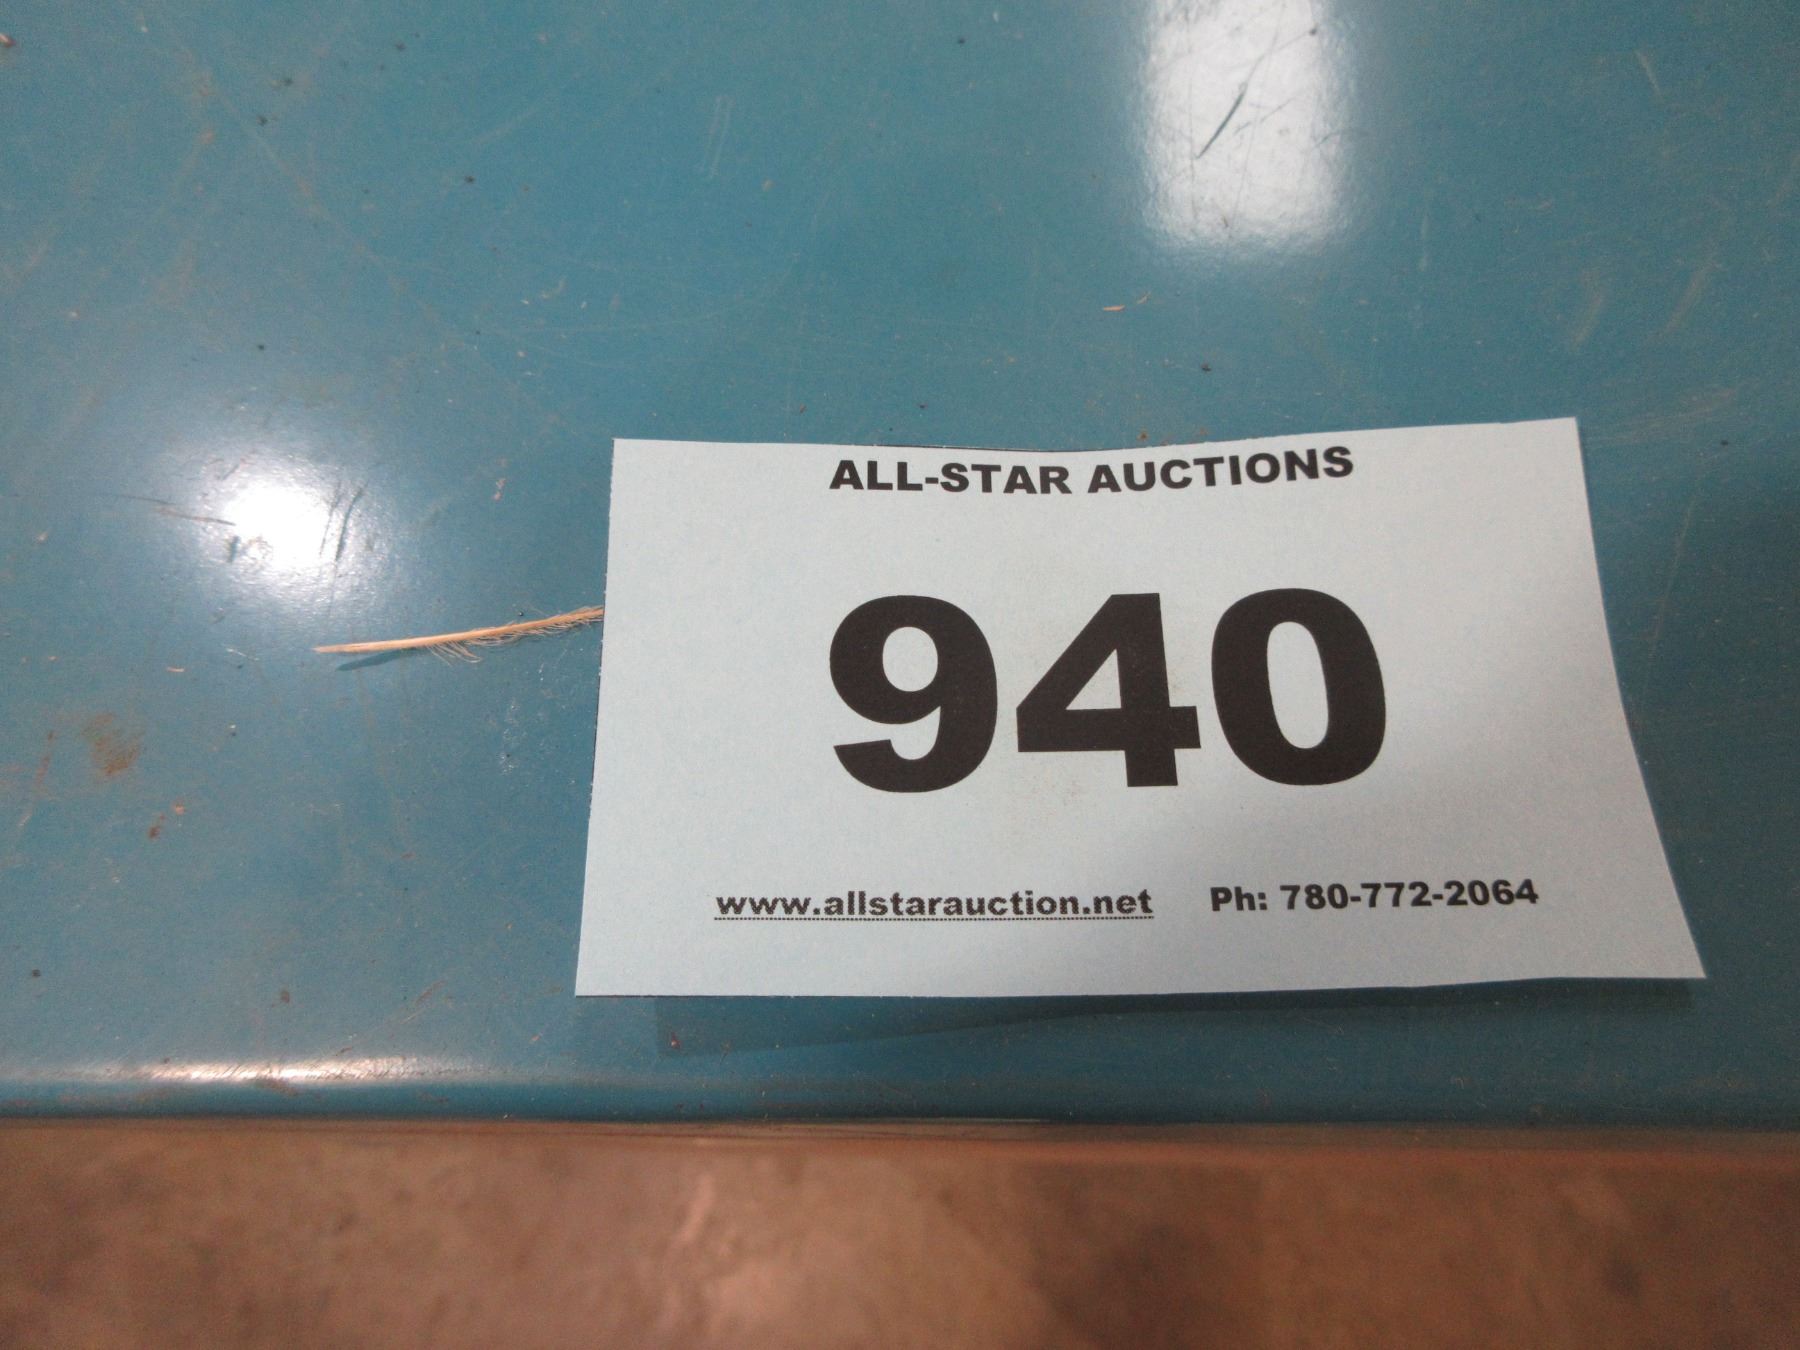 ALL-STAR AUCTIONS
940
www.allstarauction.net Ph: 780-772-2064